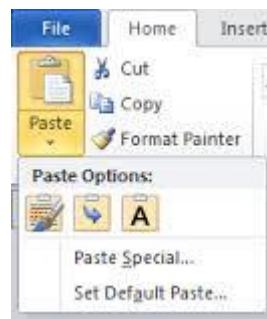 File Home Insert
Cut
Copy
Paste
Format Painter
Paste Options:
A
Paste Special...
Set Default Paste...